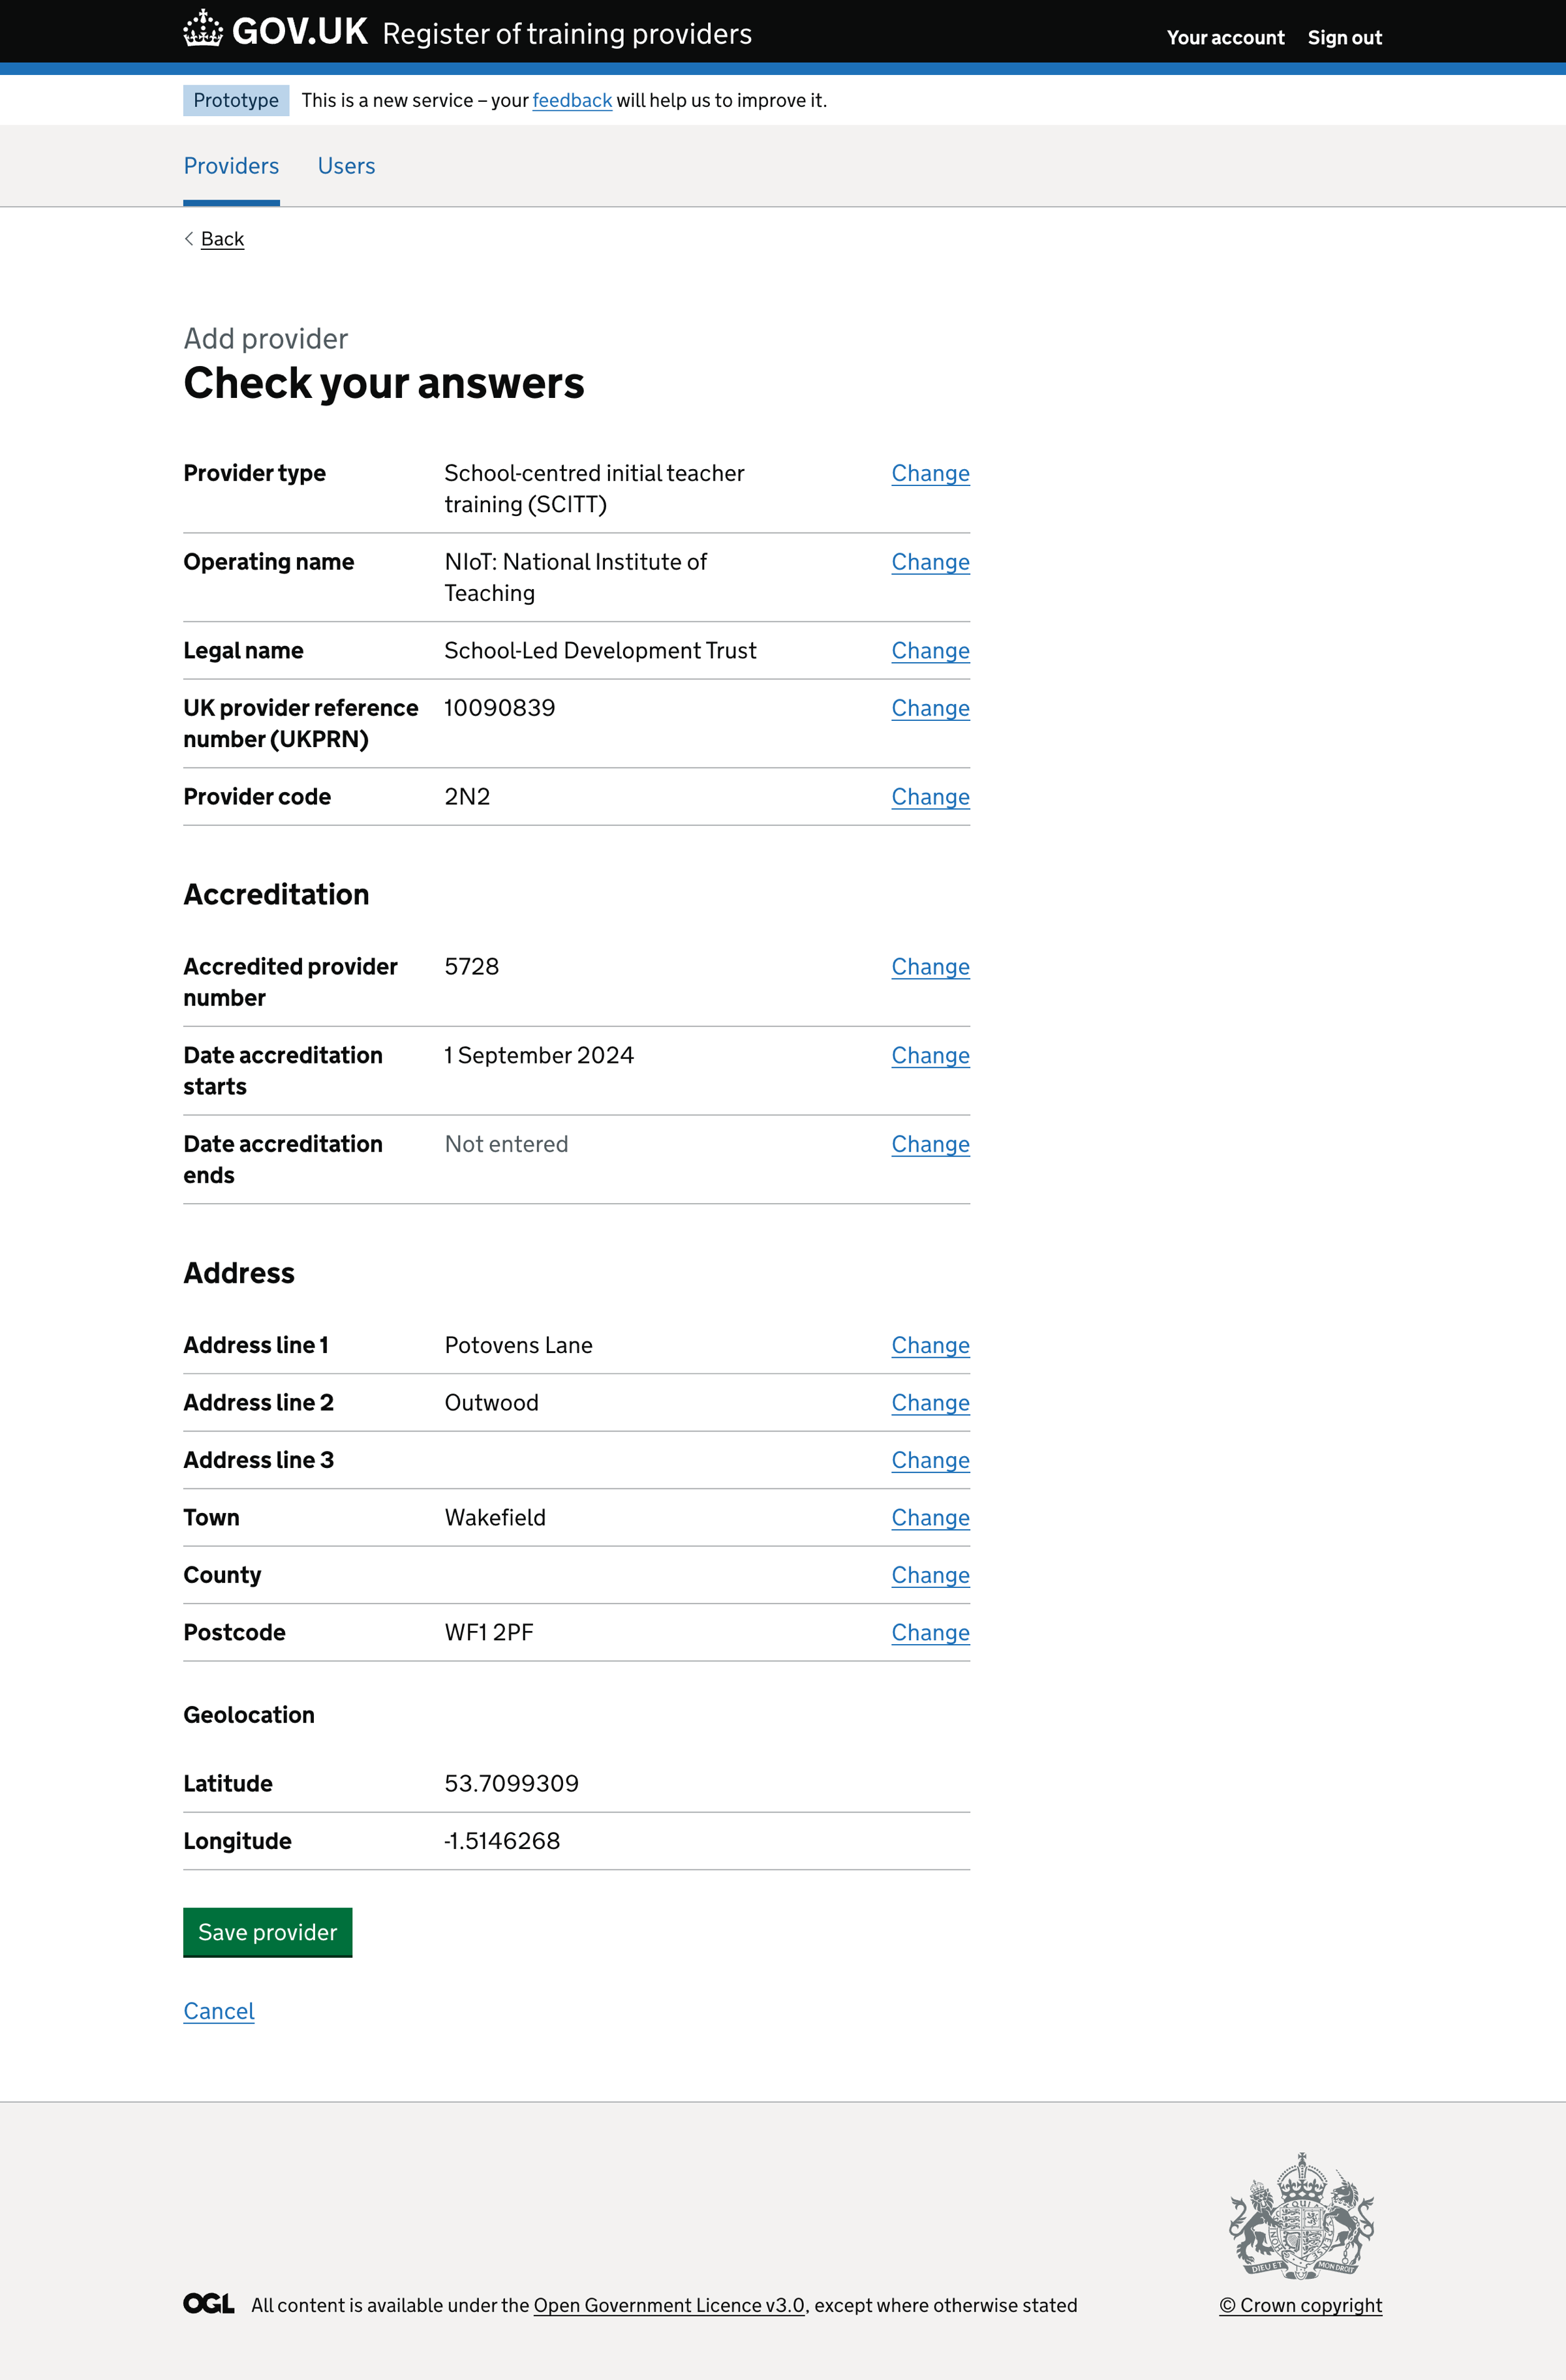 GOV.UK Register of training providers
Your account Sign out
Prototype This is a new service – your feedback will help us to improve it.
Providers Users
Back
Add provider
Check your answers
Provider type School-centred initial teacher Change
training (SCITT)
Operating name NIoT: National Institute of Change
Teaching
Legal name School-Led Development Trust Change
UK provider reference 10090839 Change
number (UKPRN)
Provider code 2N2 Change
Accreditation
Accredited provider 5728 Change
number
Date accreditation 1 September 2024 Change
starts
Date accreditation Not entered Change
ends
Address
Address line 1 Potovens Lane Change
Address line 2 Outwood Change
Address line 3 Change
Town Wakefield Change
County Change
Postcode WF1 2PF Change
Geolocation
Latitude 53.7099309
Longitude -1.5146268
Save provider
Cancel
DIEU ET MON DROIT
OGL All content is available under the Open Government Licence v3.0, except where otherwise stated
© Crown copyright